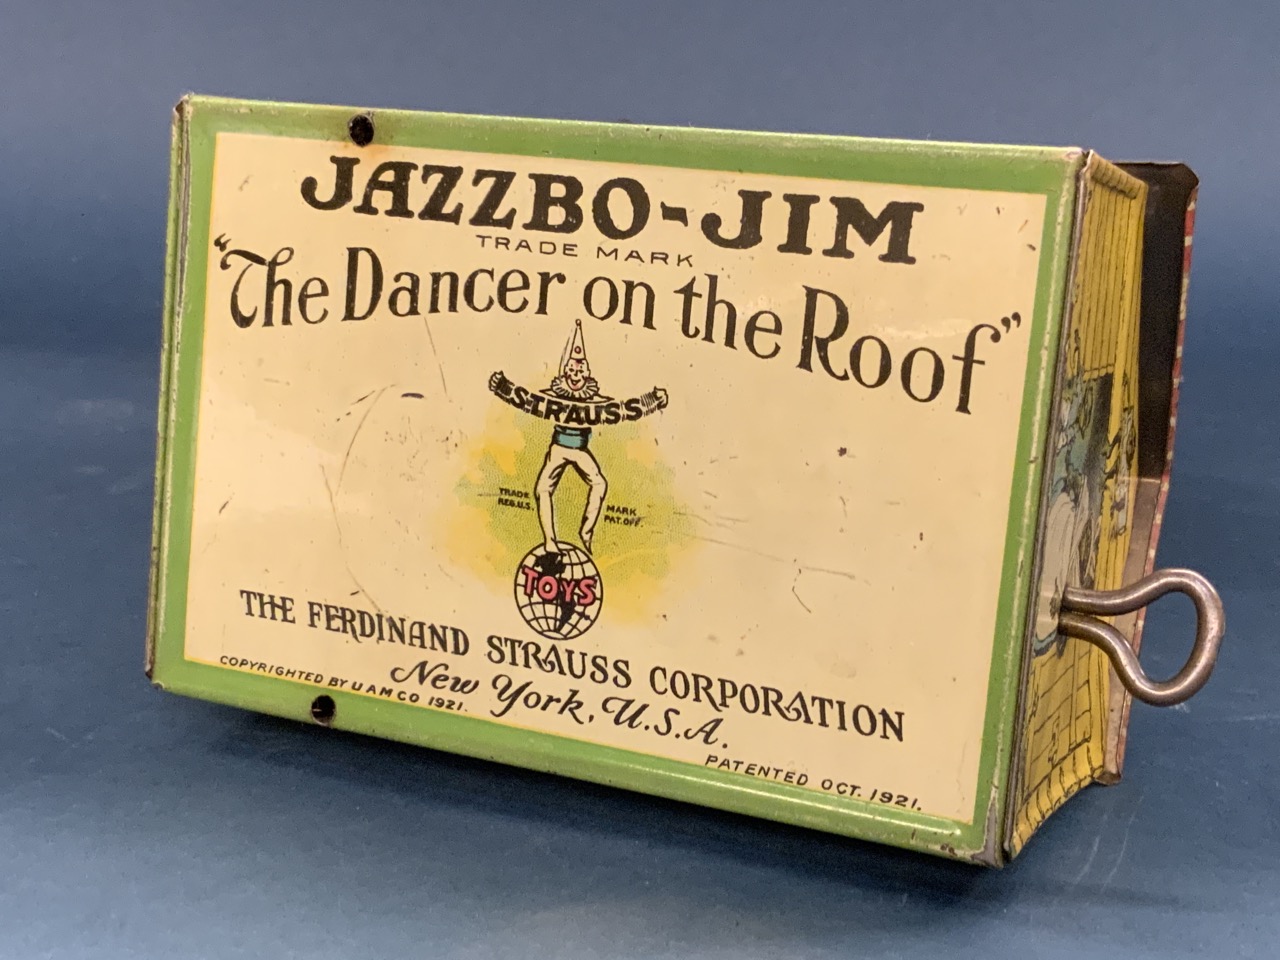 JAZZBO-JIM
TRADE MARK
"The Dancer on the Roof"
STRAUSS
TRADE MARK
REG.U.S. PAT.OFF.
TOYS
THE FERDINAND STRAUSS CORPORATION
New York, U.S.A.
COPYRIGHTED BY U A M CO 1921.
PATENTED OCT. 1921.